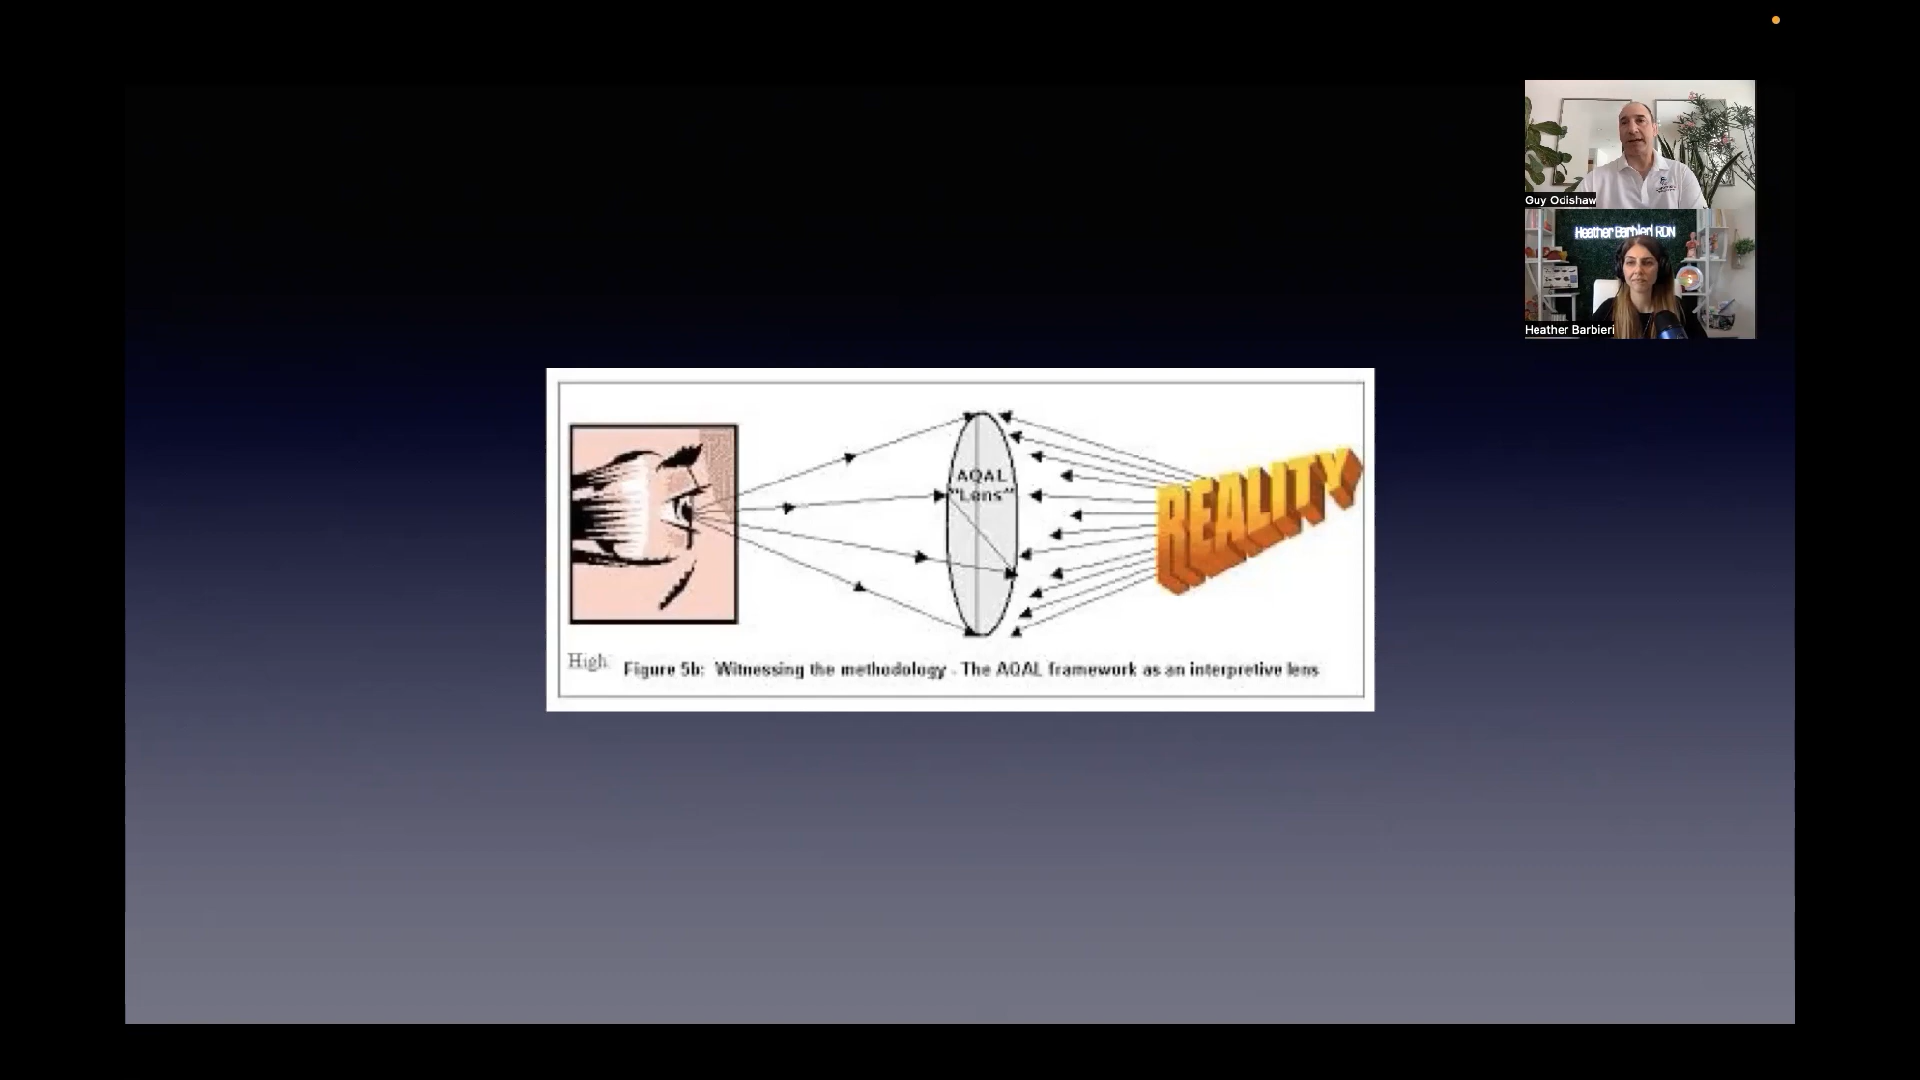 Guy Odishaw
Heather Barbieri RDN
Heather Barbieri
AQAL
"Lens"
REALITY
High
Figure 5b: Witnessing the methodology - The AQAL framework as an interpretive lens